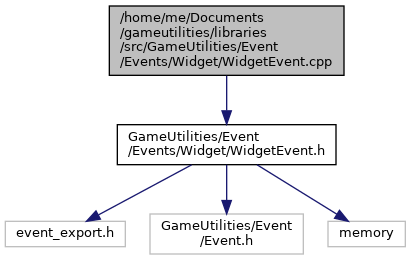 /home/me/Documents
/gameutilities/libraries
/src/GameUtilities/Event
/Events/Widget/WidgetEvent.cpp
GameUtilities/Event
/Events/Widget/WidgetEvent.h
event_export.h
GameUtilities/Event
/Event.h
memory